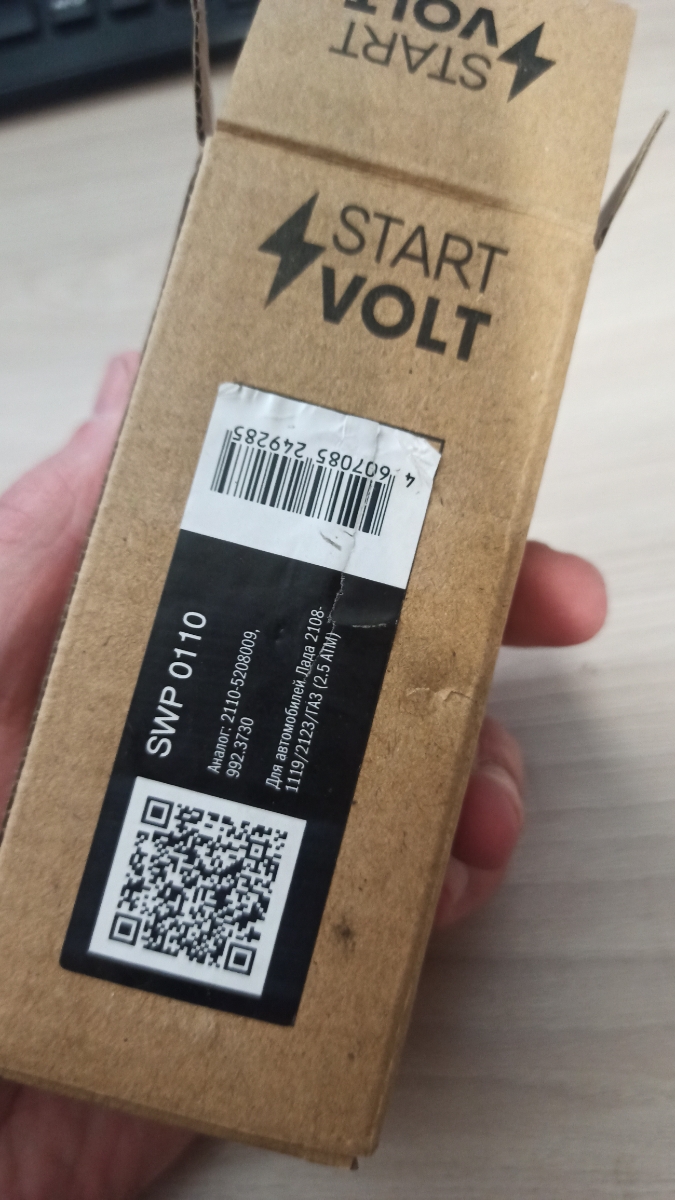 START
VOLT
START
VOLT
4 607085 249285
SWP 0110
Аналог: 2110-5208009,
992.3730
Для автомобилей Лада 2108-
1119/2123/ГАЗ (2.5 АТМ)